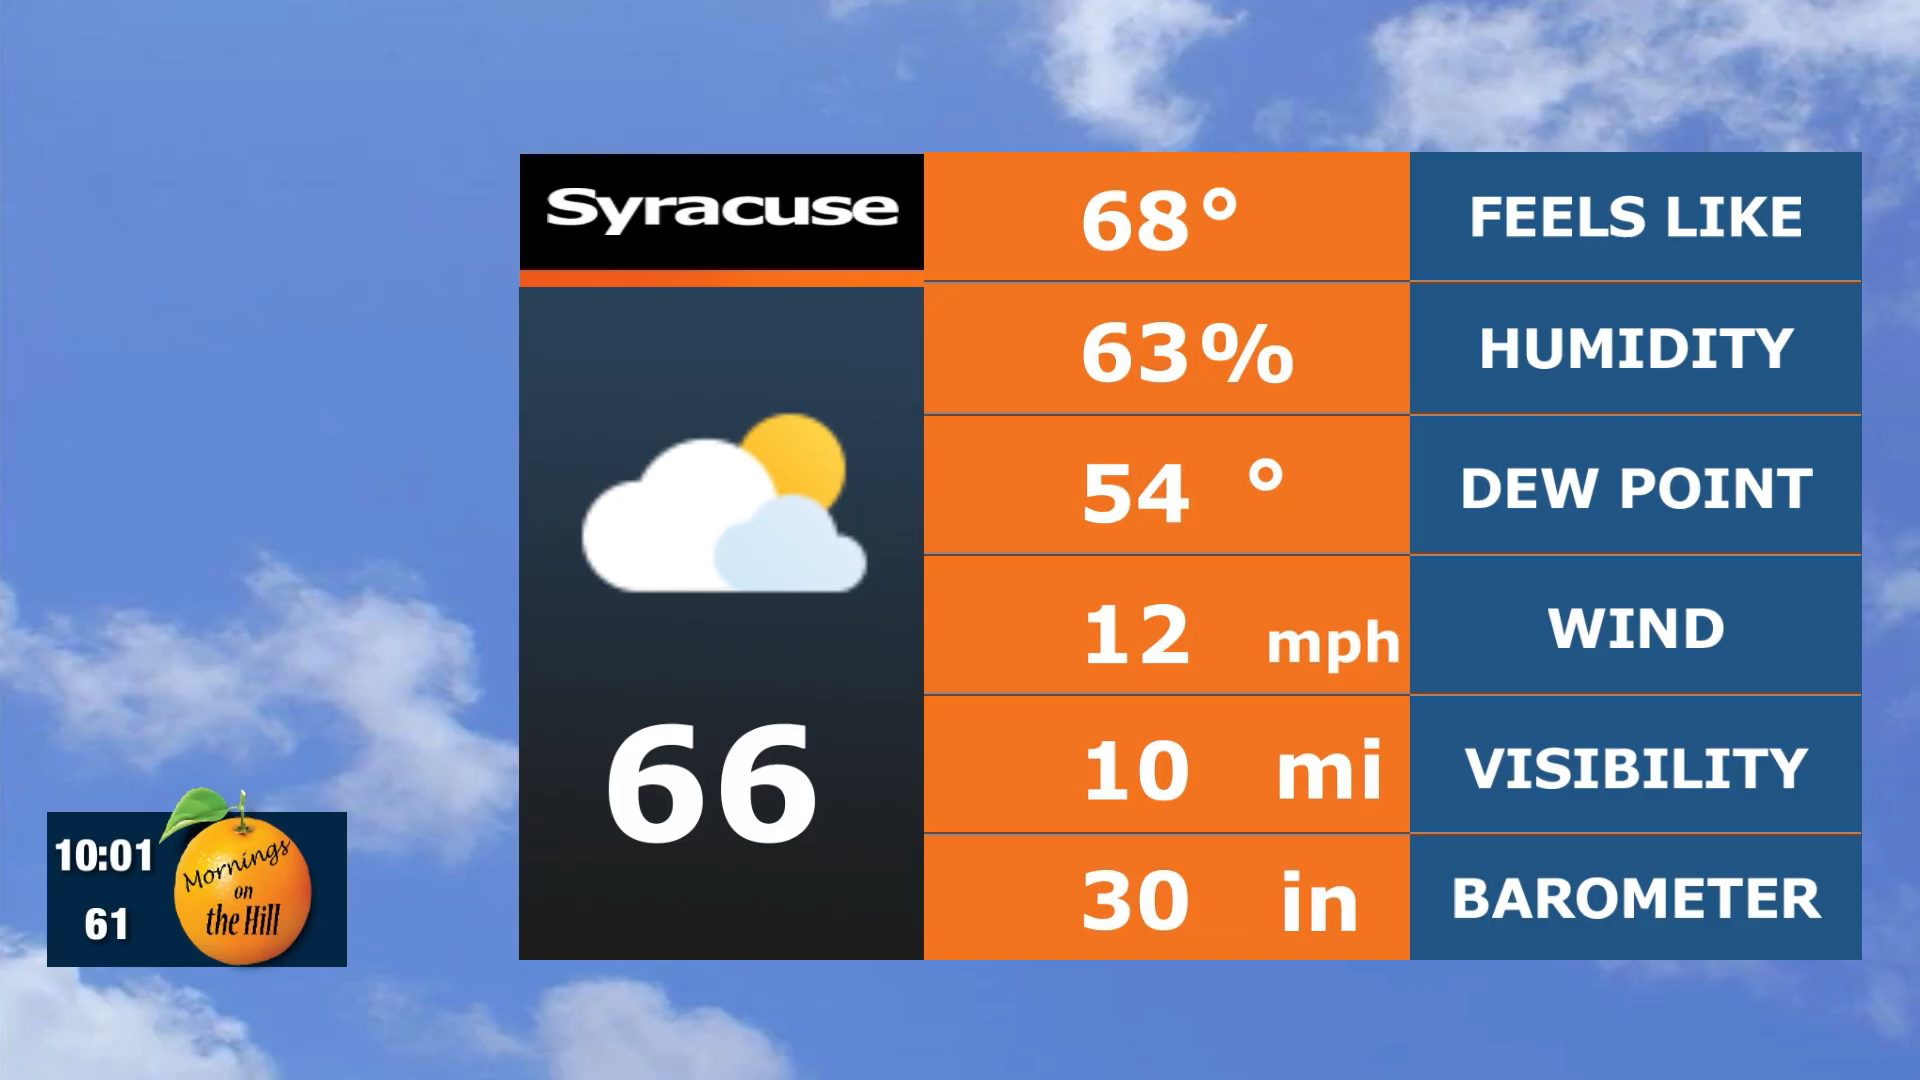 Syracuse
66
68° FEELS LIKE
63% HUMIDITY
54 ° DEW POINT
12 mph WIND
10 mi VISIBILITY
30 in BAROMETER
10:01
61
Mornings
on
the Hill